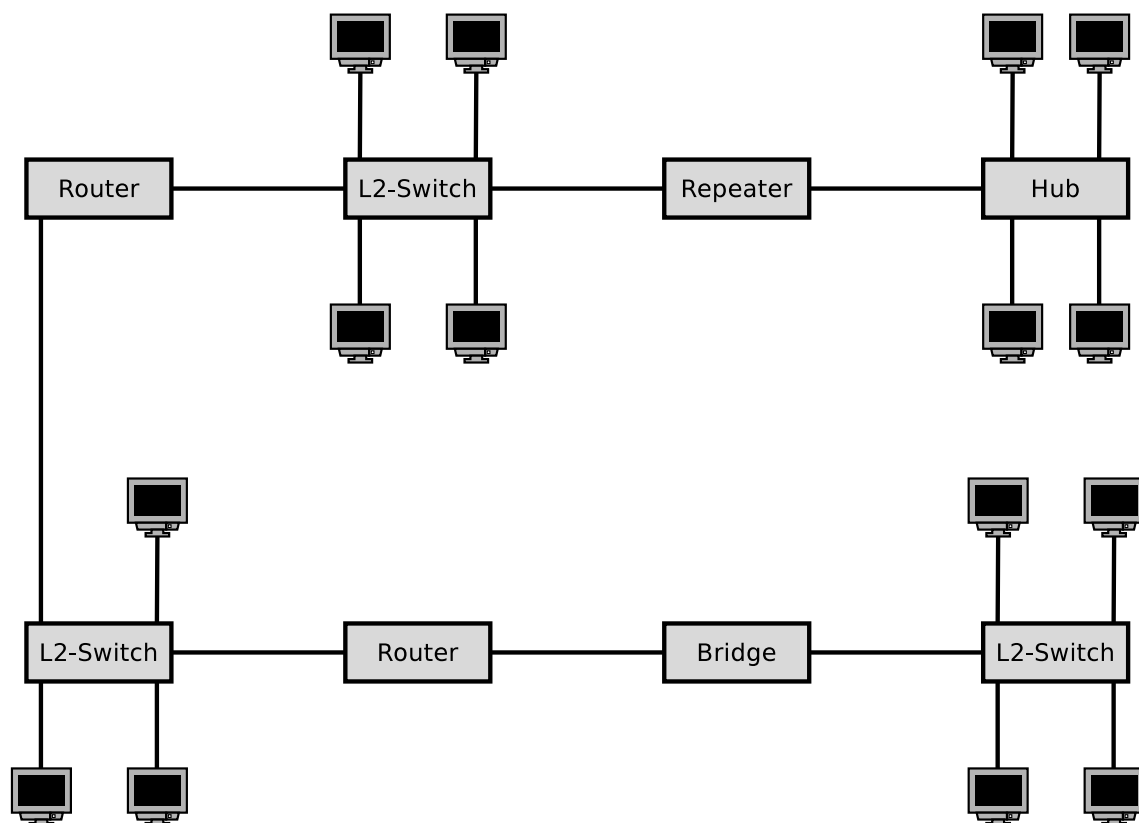 Router
L2-Switch
Repeater
Hub
L2-Switch
Router
Bridge
L2-Switch